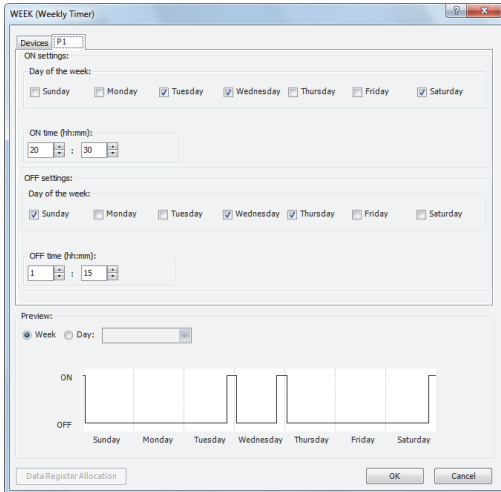 WEEK (Weekly Timer)
Devices P1
ON settings:
Day of the week:
Sunday Monday Tuesday Wednesday Thursday Friday Saturday
ON time (hh:mm):
20 : 30
OFF settings:
Day of the week:
Sunday Monday Tuesday Wednesday Thursday Friday Saturday
OFF time (hh:mm):
1 : 15
Preview:
Week Day:
ON
OFF
Sunday Monday Tuesday Wednesday Thursday Friday Saturday
Data Register Allocation OK Cancel